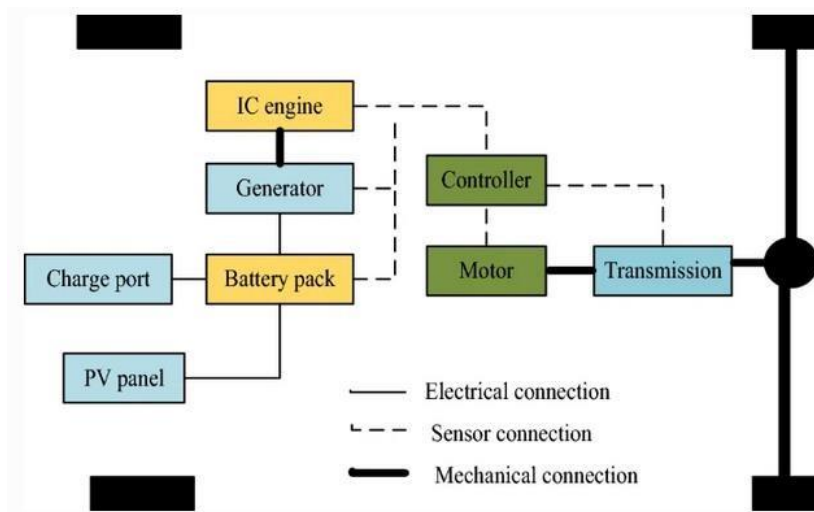 IC engine
Generator
Controller
Charge port
Battery pack
Motor
Transmission
PV panel
Electrical connection
Sensor connection
Mechanical connection